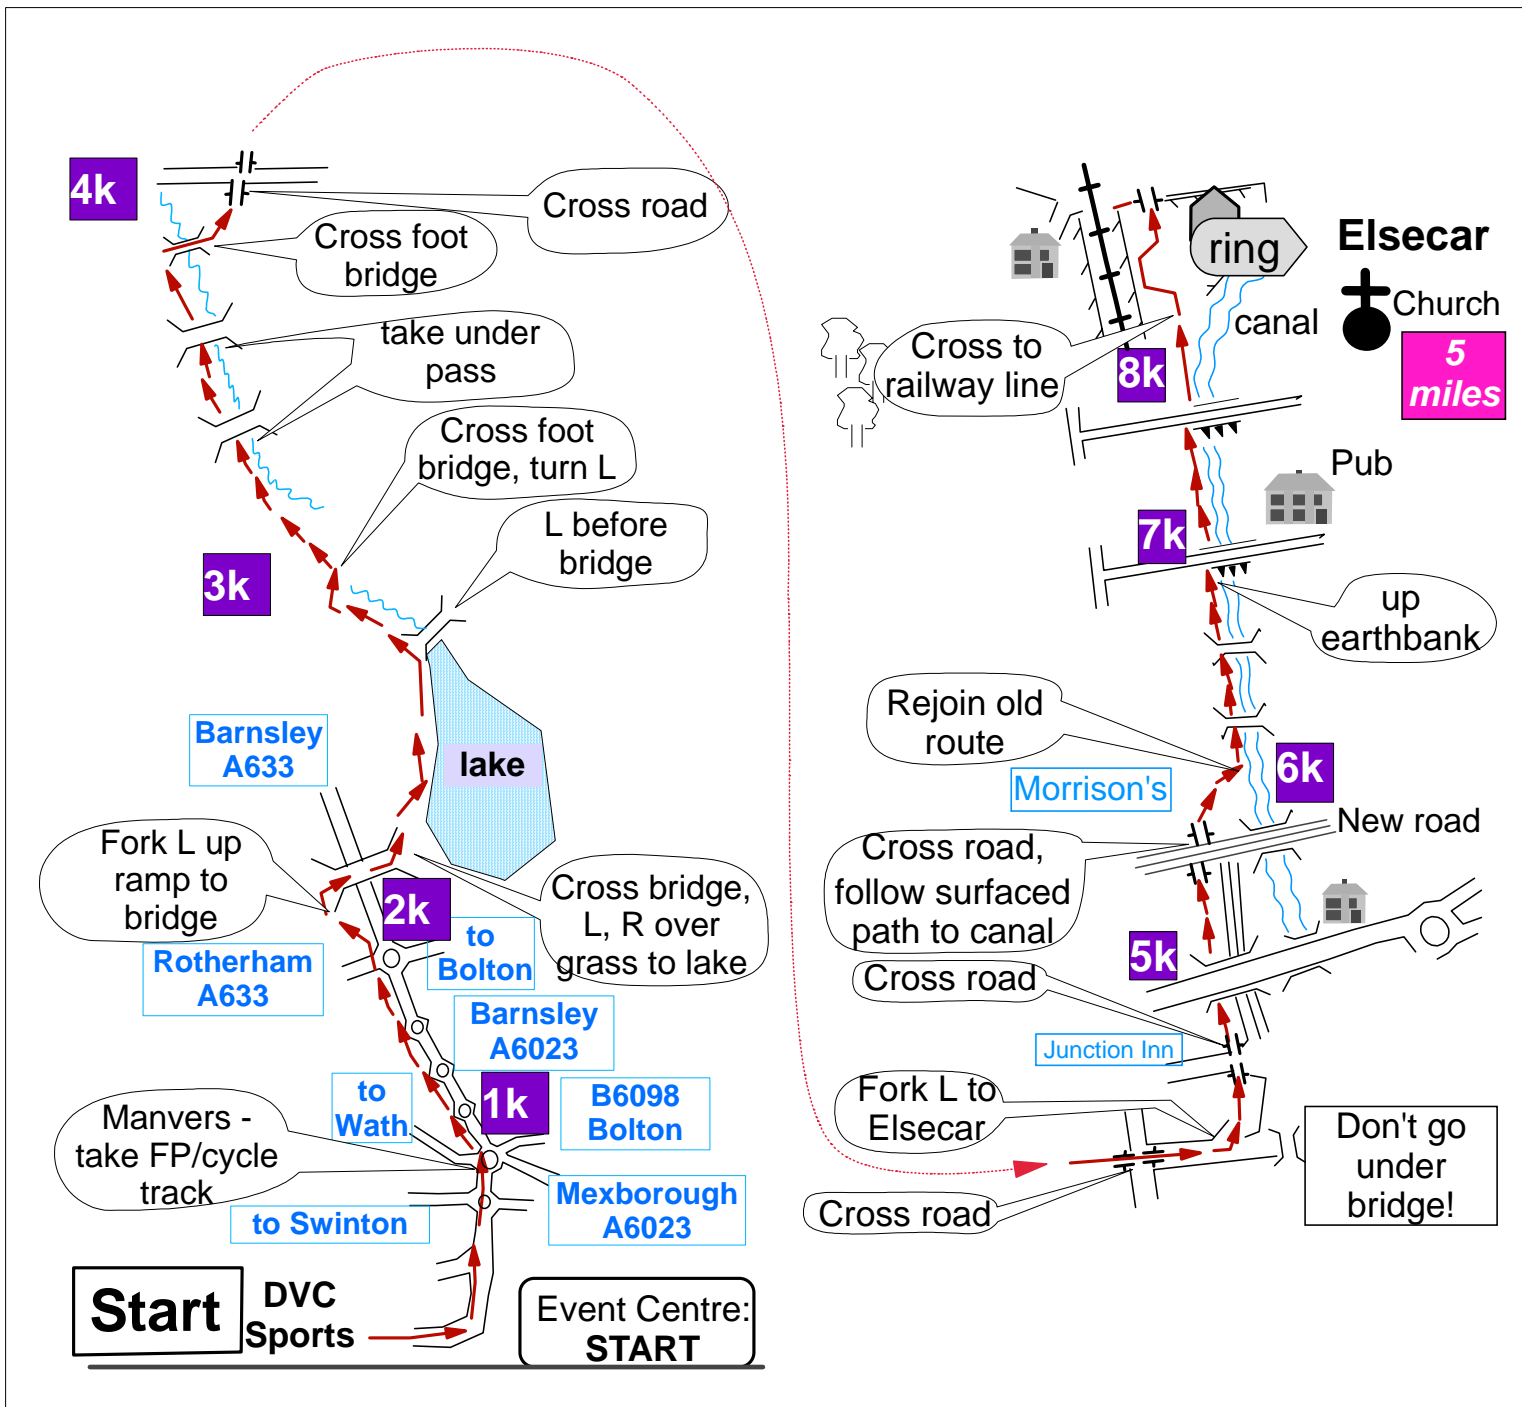 4k
Cross road
Cross foot
bridge
take under
pass
Cross foot
bridge, turn L
L before
bridge
3k
Barnsley
A633
lake
Fork L up
ramp to
bridge
2k
Cross bridge,
L, R over
grass to lake
to
Bolton
Rotherham
A633
Barnsley
A6023
to
Wath
1k
B6098
Bolton
Manvers -
take FP/cycle
track
Mexborough
A6023
to Swinton
Start
DVC
Sports
Event Centre:
START
ring
Elsecar
Church
canal
5
miles
Cross to
railway line
8k
Pub
7k
up
earthbank
Rejoin old
route
Morrison's
6k
New road
Cross road,
follow surfaced
path to canal
5k
Cross road
Junction Inn
Fork L to
Elsecar
Don't go
under
bridge!
Cross road